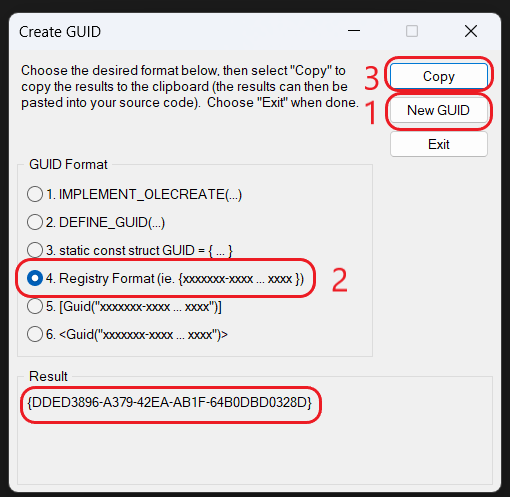 Create GUID
Choose the desired format below, then select "Copy" to
copy the results to the clipboard (the results can then be
pasted into your source code). Choose "Exit" when done.
3
Copy
1
New GUID
Exit
GUID Format
1. IMPLEMENT_OLECREATE(...)
2. DEFINE_GUID(...)
3. static const struct GUID = { ... }
4. Registry Format (ie. {xxxxxxx-xxxx ... xxxx })
2
5. [Guid("xxxxxxx-xxxx ... xxxx")]
6. <Guid("xxxxxxx-xxxx ... xxxx")>
Result
{DDED3896-A379-42EA-AB1F-64B0DBD0328D}